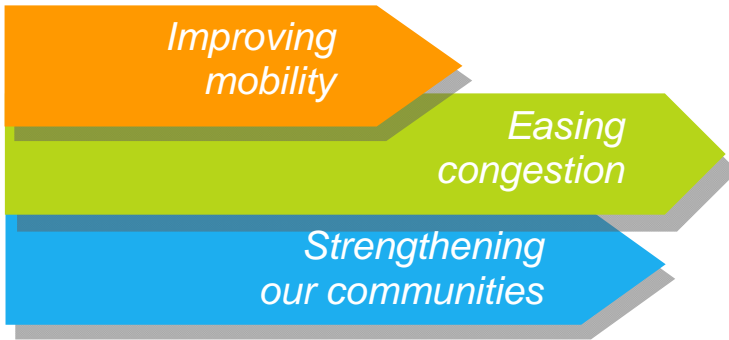 Improving
mobility
Easing
congestion
Strengthening
our communities